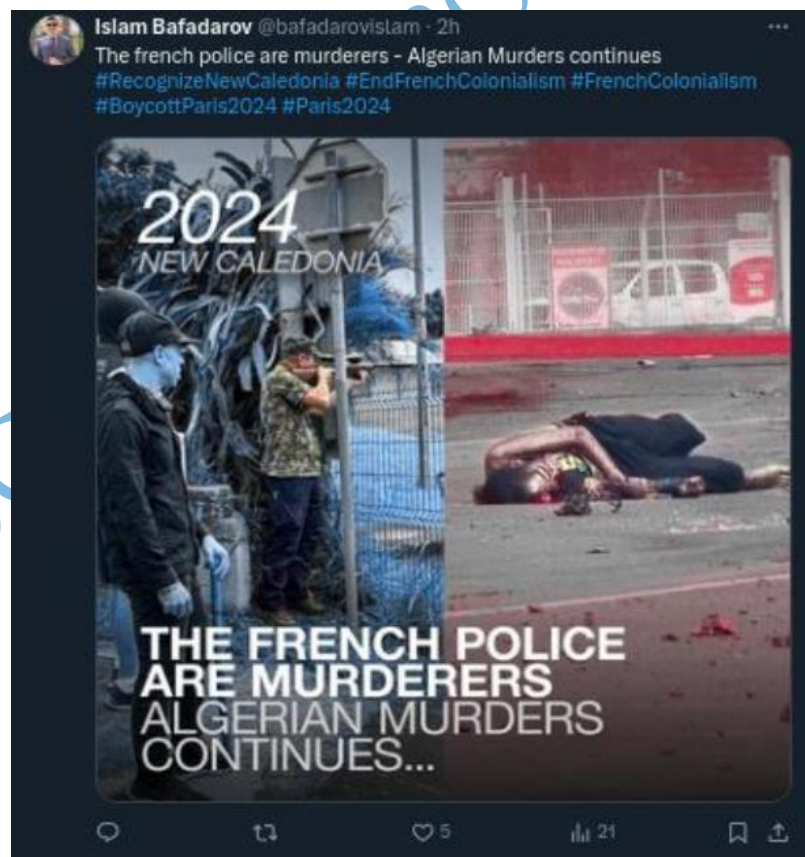 Islam Bafadarov @bafadarovislam · 2h
The french police are murderers - Algerian Murders continues
#RecognizeNewCaledonia #EndFrenchColonialism #FrenchColonialism
#BoycottParis2024 #Paris2024
2024
NEW CALEDONIA
THE FRENCH POLICE
ARE MURDERERS
ALGERIAN MURDERS
CONTINUES...
5
21